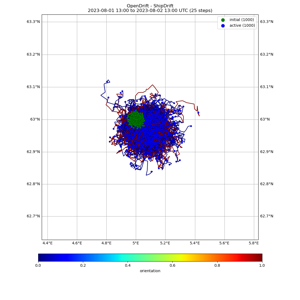 OpenDrift - ShipDrift
2023-08-01 13:00 to 2023-08-02 13:00 UTC (25 steps)
initial (1000)
active (1000)
63.3°N 63.3°N
63.2°N 63.2°N
63.1°N 63.1°N
63°N 63°N
62.9°N 62.9°N
62.8°N 62.8°N
62.7°N 62.7°N
4.4°E 4.6°E 4.8°E 5°E 5.2°E 5.4°E 5.6°E 5.8°E
0.0 0.2 0.4 0.6 0.8 1.0
orientation